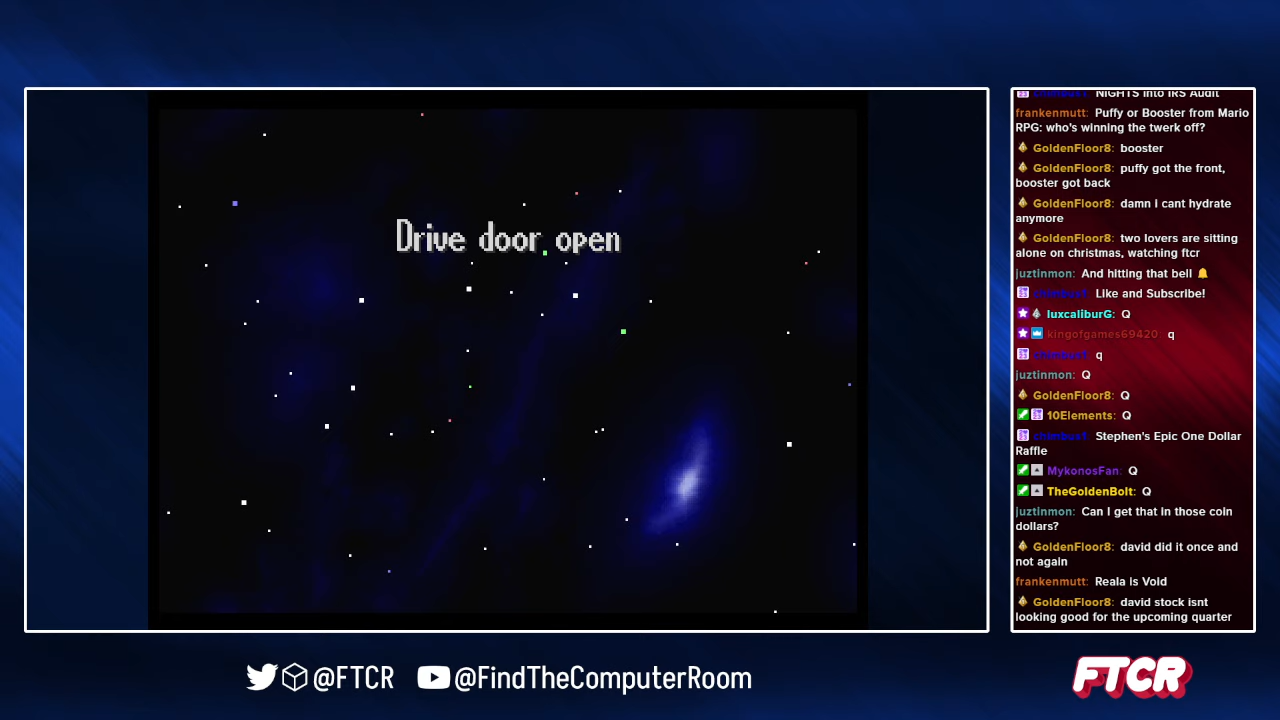 Drive door open
NiGHTS into IRS Audit
frankenmutt: Puffy or Booster from Mario
RPG: who's winning the twerk off?
GoldenFloor8: booster
GoldenFloor8: puffy got the front,
booster got back
GoldenFloor8: damn i cant hydrate
anymore
GoldenFloor8: two lovers are sitting
alone on christmas, watching ftcr
juztinmon: And hitting that bell
Like and Subscribe!
luxcaliburG: Q
kingofgames69420: q
q
juztinmon: Q
GoldenFloor8: Q
10Elements: Q
Stephen's Epic One Dollar
Raffle
MykonosFan: Q
TheGoldenBolt: Q
juztinmon: Can I get that in those coin
dollars?
GoldenFloor8: david did it once and
not again
frankenmutt: Reala is Void
GoldenFloor8: david stock isnt
looking good for the upcoming quarter
@FTCR
@FindTheComputerRoom
FTCR